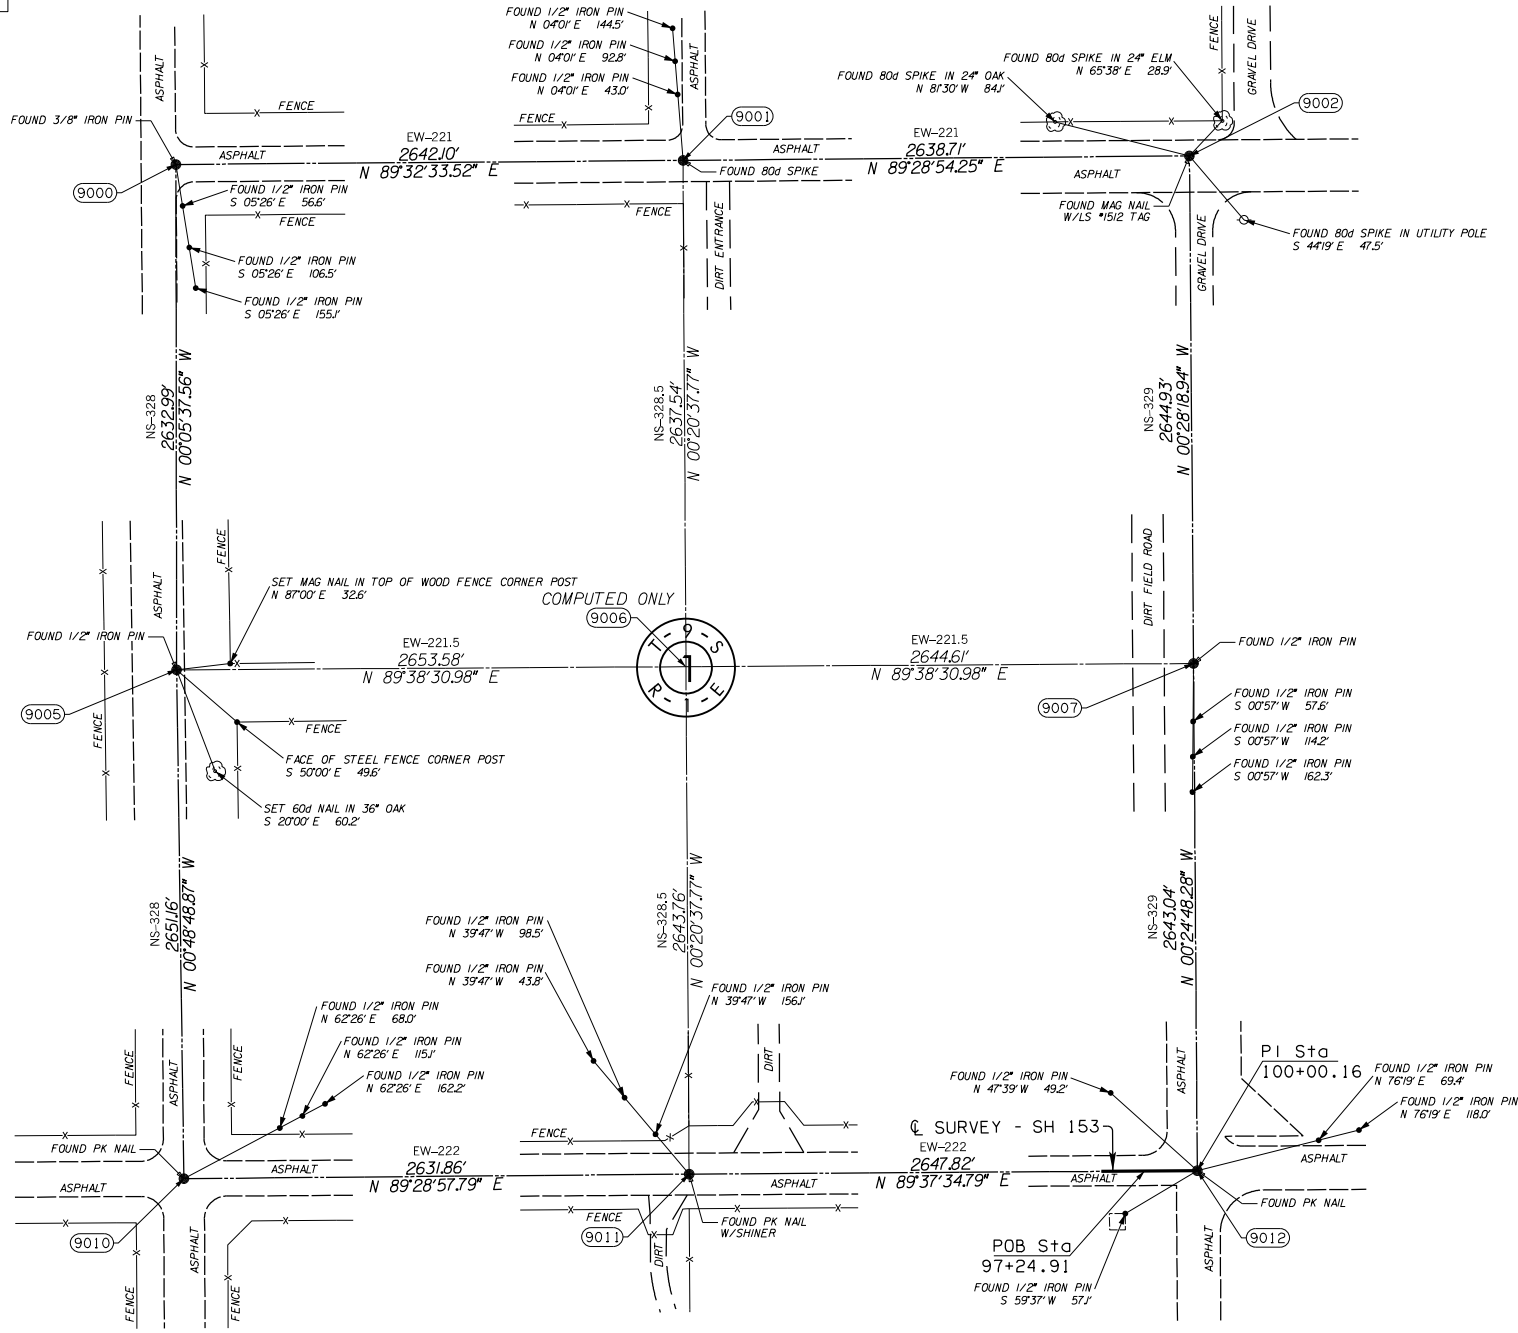 FOUND 1/2" IRON PIN
N 04°01' E 144.5'
FOUND 1/2" IRON PIN
N 04°01' E 92.8'
FOUND 1/2" IRON PIN
N 04°01' E 43.0'
ASPHALT
ASPHALT
FENCE
GRAVEL DRIVE
FOUND 80d SPIKE IN 24" ELM
N 65°38' E 28.9'
FOUND 80d SPIKE IN 24" OAK
N 81°30' W 84.1'
9002
FENCE
FENCE
9001
FOUND 3/8" IRON PIN
ASPHALT
EW-221
2642.10'
N 89°32'33.52" E
ASPHALT
EW-221
2638.71'
N 89°28'54.25" E
ASPHALT
FOUND 80d SPIKE
9000
FOUND 1/2" IRON PIN
S 05°26' E 56.6'
FENCE
FENCE
FOUND MAG NAIL
W/LS #1512 TAG
FOUND 80d SPIKE IN UTILITY POLE
S 44°19' E 47.5'
DIRT ENTRANCE
GRAVEL DRIVE
FOUND 1/2" IRON PIN
S 05°26' E 106.5'
FOUND 1/2" IRON PIN
S 05°26' E 155.1'
NS-328
2632.99'
N 00°05'37.56" W
NS-328.5
2637.54'
N 00°20'37.77" W
NS-329
2644.93'
N 00°28'18.94" W
FENCE
ASPHALT
DIRT FIELD ROAD
SET MAG NAIL IN TOP OF WOOD FENCE CORNER POST
N 87°00' E 32.6'
COMPUTED ONLY
9006
FOUND 1/2" IRON PIN
EW-221.5
2653.58'
N 89°38'30.98" E
T-9-S
1
R-1-E
EW-221.5
2644.61'
N 89°38'30.98" E
FOUND 1/2" IRON PIN
9005
9007
FENCE
FENCE
FOUND 1/2" IRON PIN
S 00°57' W 57.6'
FOUND 1/2" IRON PIN
S 00°57' W 114.2'
FOUND 1/2" IRON PIN
S 00°57' W 162.3'
FACE OF STEEL FENCE CORNER POST
S 50°00' E 49.6'
SET 60d NAIL IN 36" OAK
S 20°00' E 60.2'
NS-328
2651.16'
N 00°48'48.87" W
NS-328.5
2643.76'
N 00°20'37.77" W
NS-329
2643.04'
N 00°24'48.28" W
FOUND 1/2" IRON PIN
N 39°47' W 98.5'
FOUND 1/2" IRON PIN
N 39°47' W 43.8'
FOUND 1/2" IRON PIN
N 39°47' W 156.1'
FOUND 1/2" IRON PIN
N 62°26' E 68.0'
FOUND 1/2" IRON PIN
N 62°26' E 115.1'
FOUND 1/2" IRON PIN
N 62°26' E 162.2'
FENCE
ASPHALT
FENCE
DIRT
ASPHALT
PI Sta
100+00.16
FOUND 1/2" IRON PIN
N 47°39' W 49.2'
FOUND 1/2" IRON PIN
N 76°19' E 69.4'
FOUND 1/2" IRON PIN
N 76°19' E 118.0'
FENCE
℄ SURVEY - SH 153
FOUND PK NAIL
ASPHALT
EW-222
2631.86'
N 89°28'57.79" E
ASPHALT
EW-222
2647.82'
N 89°37'34.79" E
ASPHALT
ASPHALT
ASPHALT
FOUND PK NAIL
FENCE
FOUND PK NAIL
W/SHINER
9010
9011
9012
POB Sta
97+24.91
FOUND 1/2" IRON PIN
S 59°37' W 57.1'
FENCE
ASPHALT
FENCE
DIRT
ASPHALT